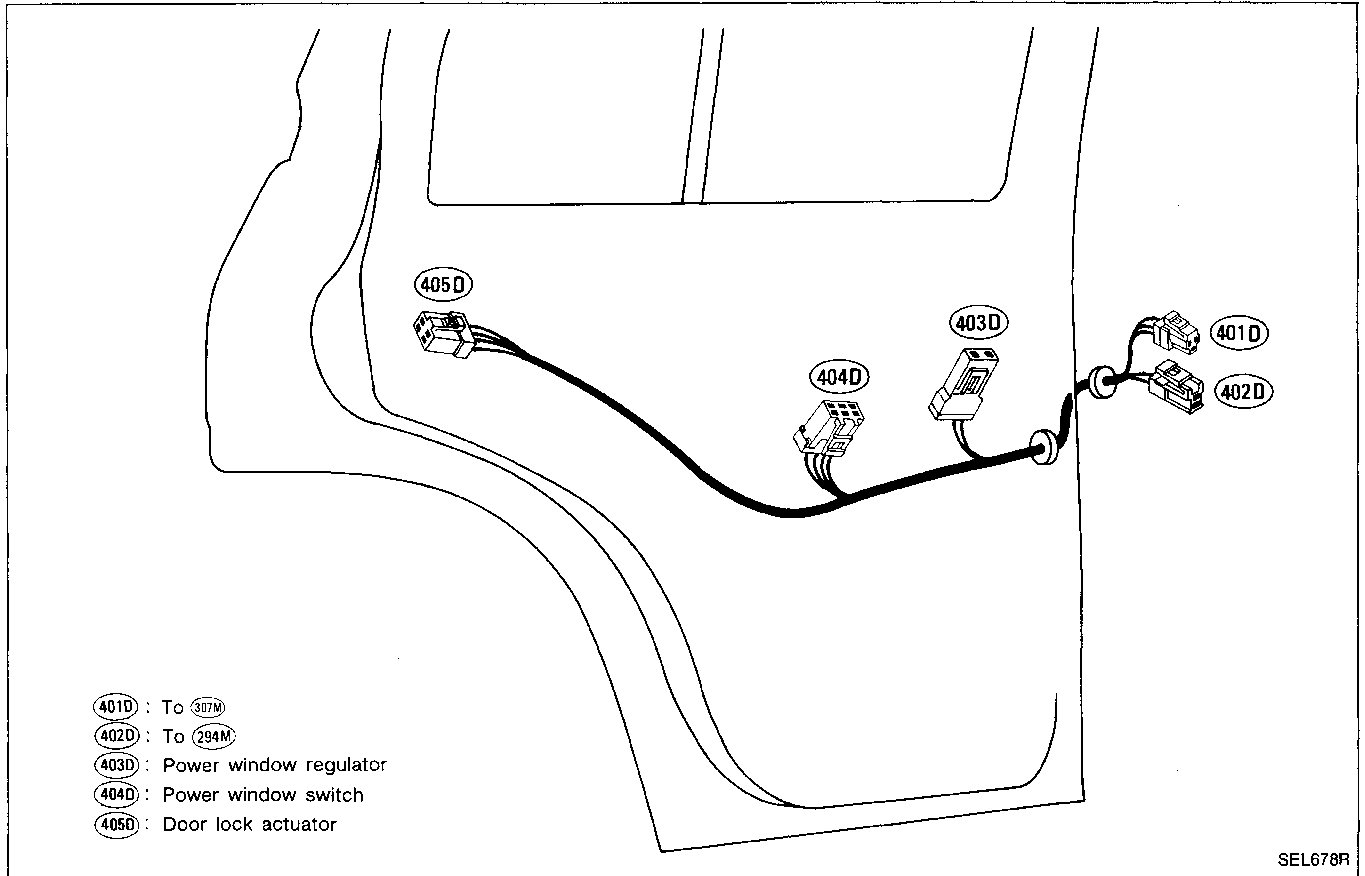 405D
403D
401D
404D
402D
401D : To 307M
402D : To 294M
403D : Power window regulator
404D : Power window switch
405D : Door lock actuator
SEL678R